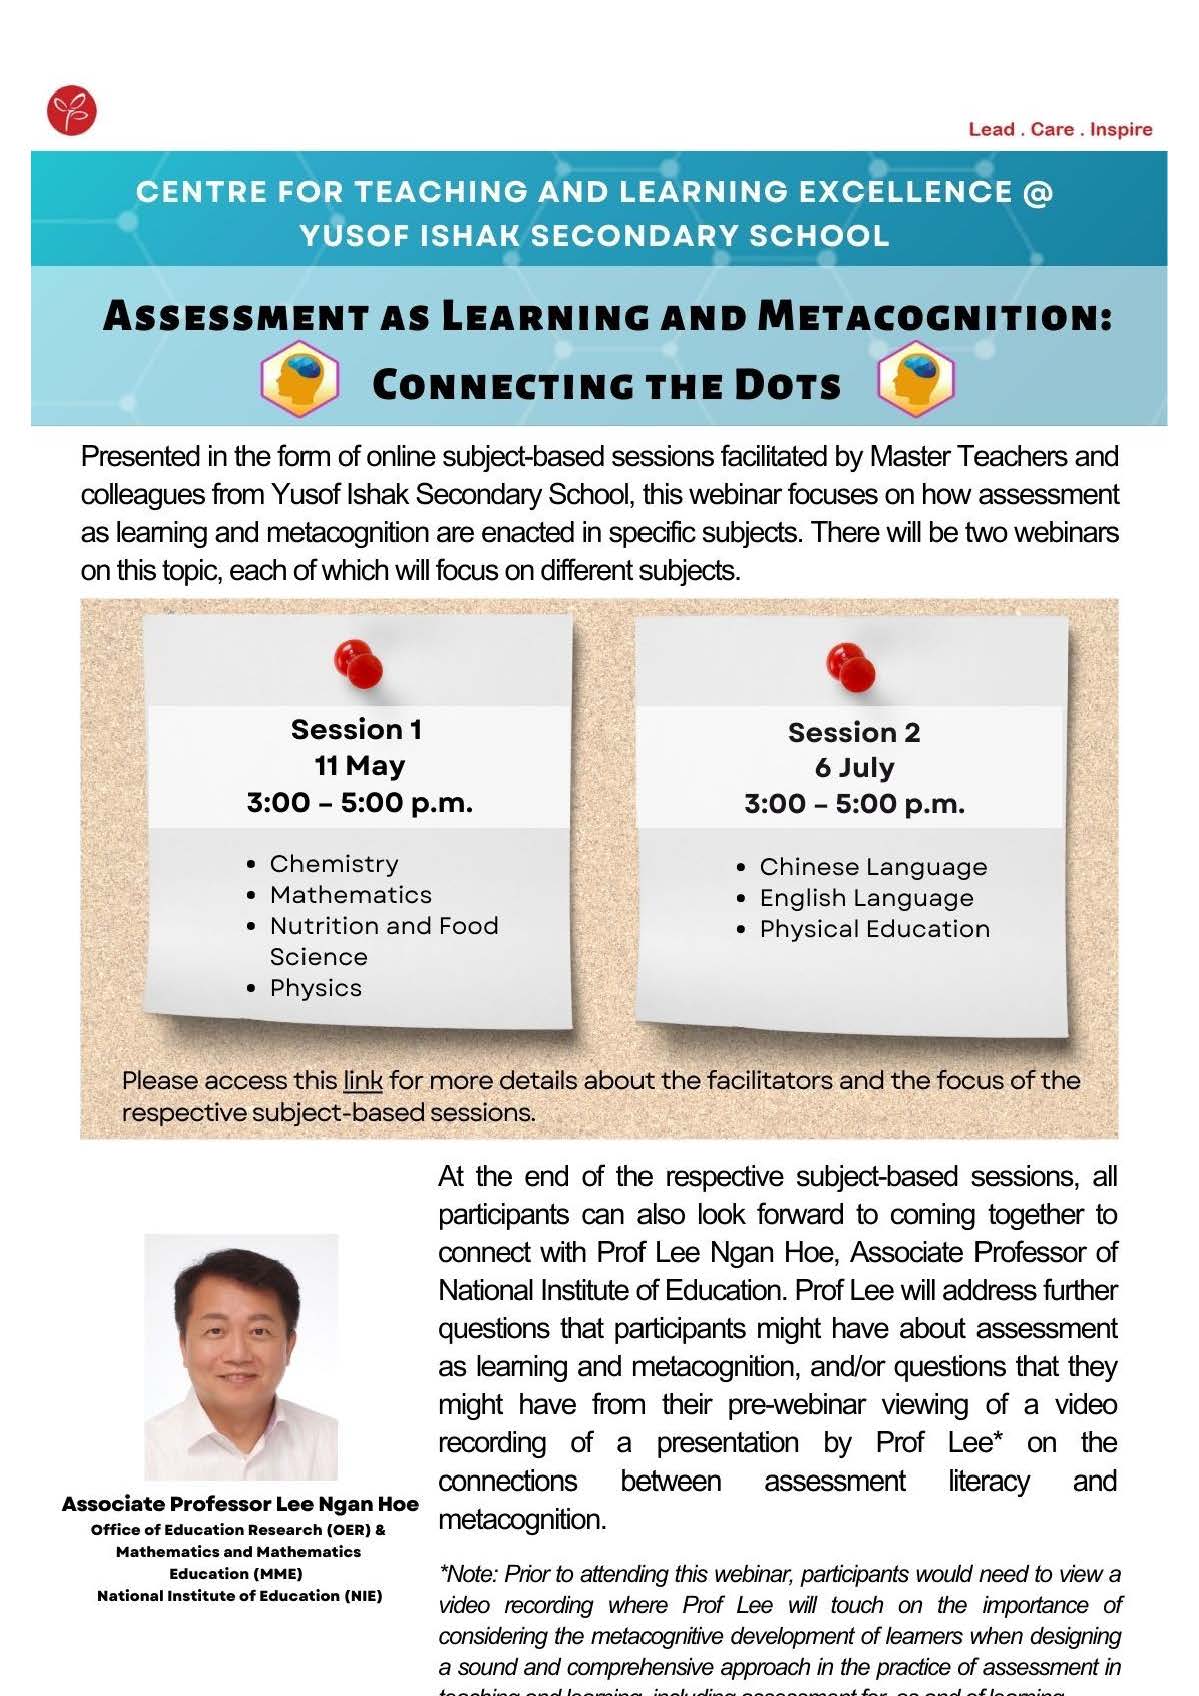 Lead . Care . Inspire
CENTRE FOR TEACHING AND LEARNING EXCELLENCE @
YUSOF ISHAK SECONDARY SCHOOL
ASSESSMENT AS LEARNING AND METACOGNITION:
CONNECTING THE DOTS
Presented in the form of online subject-based sessions facilitated by Master Teachers and
colleagues from Yusof Ishak Secondary School, this webinar focuses on how assessment
as learning and metacognition are enacted in specific subjects. There will be two webinars
on this topic, each of which will focus on different subjects.
Session 1
11 May
3:00 – 5:00 p.m.
• Chemistry
• Mathematics
• Nutrition and Food
Science
• Physics
Session 2
6 July
3:00 – 5:00 p.m.
• Chinese Language
• English Language
• Physical Education
Please access this link for more details about the facilitators and the focus of the
respective subject-based sessions.
At the end of the respective subject-based sessions, all
participants can also look forward to coming together to
connect with Prof Lee Ngan Hoe, Associate Professor of
National Institute of Education. Prof Lee will address further
questions that participants might have about assessment
as learning and metacognition, and/or questions that they
might have from their pre-webinar viewing of a video
recording of a presentation by Prof Lee* on the
connections between assessment literacy and
metacognition.
Associate Professor Lee Ngan Hoe
Office of Education Research (OER) &
Mathematics and Mathematics
Education (MME)
National Institute of Education (NIE)
*Note: Prior to attending this webinar, participants would need to view a
video recording where Prof Lee will touch on the importance of
considering the metacognitive development of learners when designing
a sound and comprehensive approach in the practice of assessment in
teaching and learning, including assessment for, as and of learning.